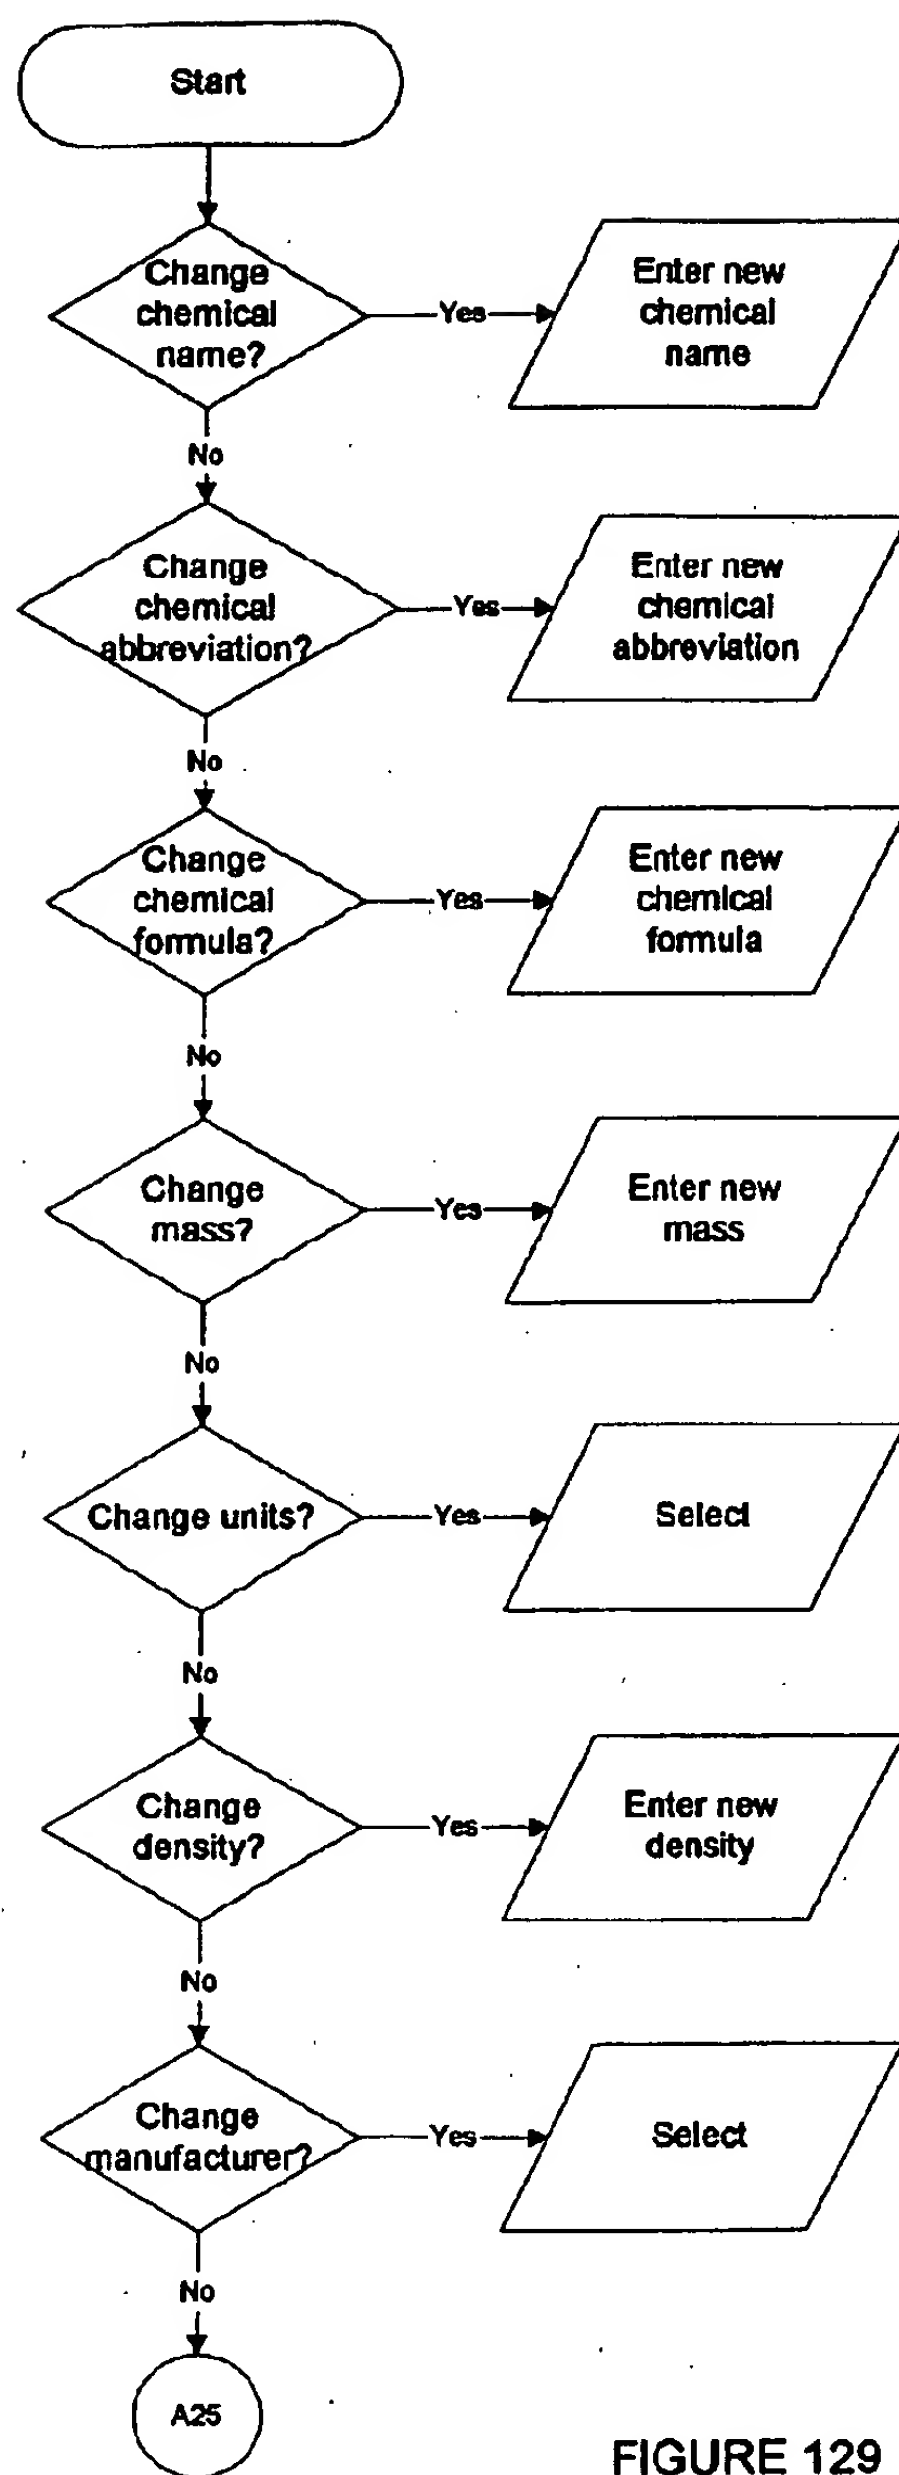 Start
Change
chemical
name?
Yes
Enter new
chemical
name
No
Change
chemical
abbreviation?
Yes
Enter new
chemical
abbreviation
No
Change
chemical
formula?
Yes
Enter new
chemical
formula
No
Change
mass?
Yes
Enter new
mass
No
Change units?
Yes
Select
No
Change
density?
Yes
Enter new
density
No
Change
manufacturer?
Yes
Select
No
A25
FIGURE 129